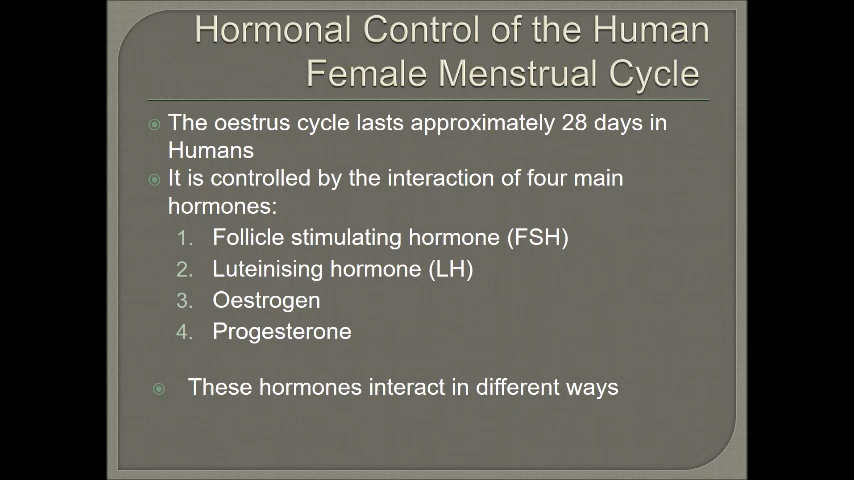 Hormonal Control of the Human
Female Menstrual Cycle
The oestrus cycle lasts approximately 28 days in
Humans
It is controlled by the interaction of four main
hormones:
1. Follicle stimulating hormone (FSH)
2. Luteinising hormone (LH)
3. Oestrogen
4. Progesterone
These hormones interact in different ways